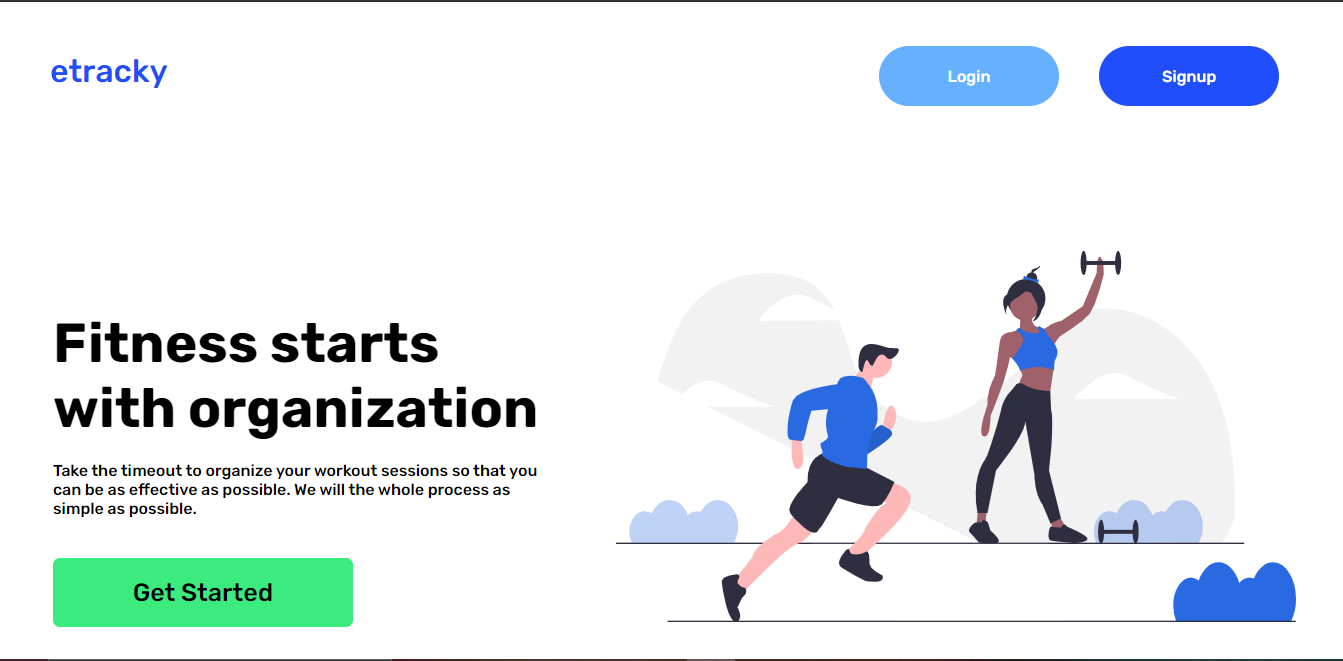 etracky
Login
Signup
Fitness starts
with organization
Take the timeout to organize your workout sessions so that you
can be as effective as possible. We will the whole process as
simple as possible.
Get Started